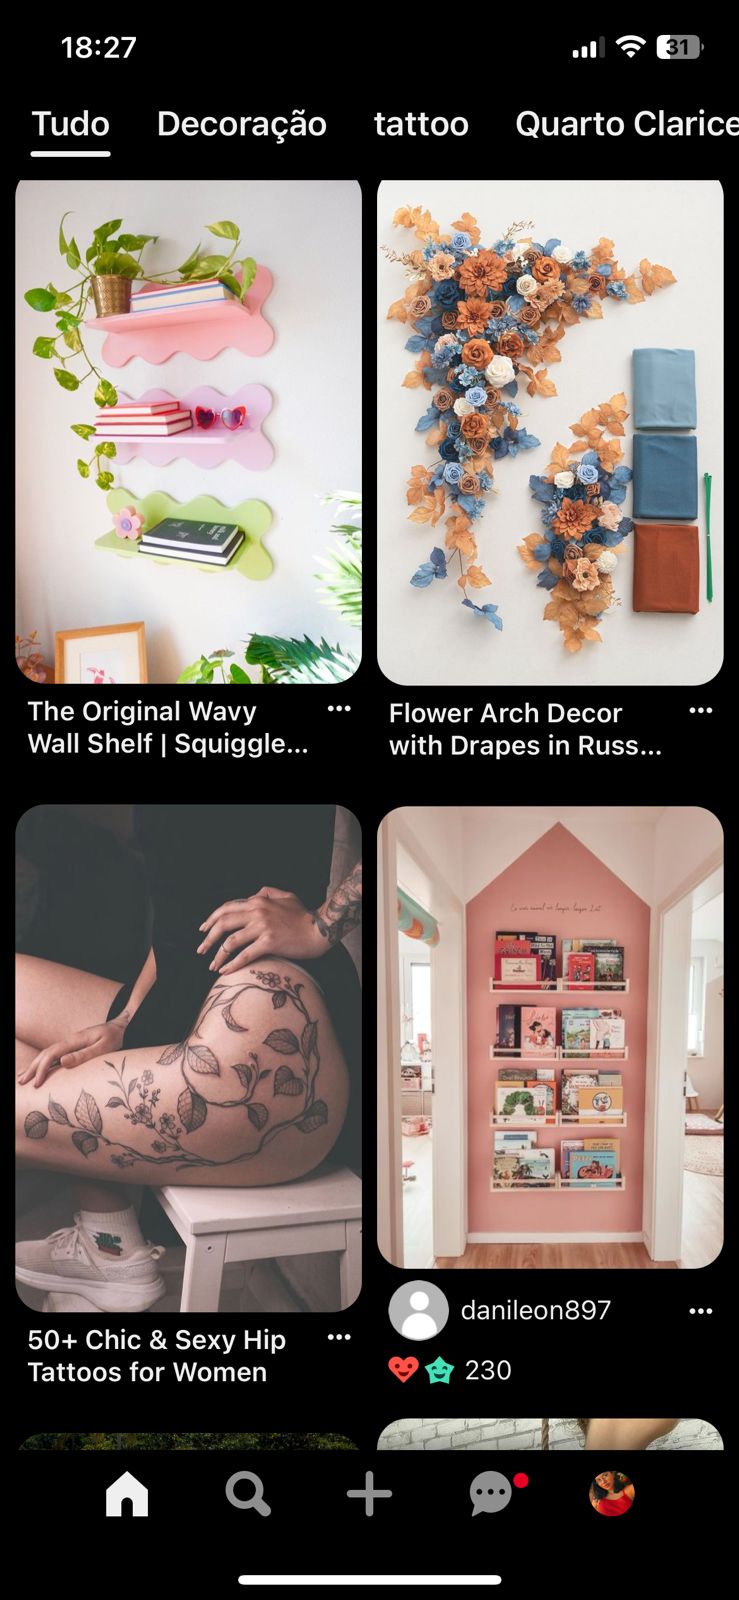 18:27
31
Tudo
Decoração
tattoo
Quarto Clarice
The Original Wavy
Wall Shelf | Squiggle...
Flower Arch Decor
with Drapes in Russ...
50+ Chic & Sexy Hip
Tattoos for Women
danileon897
230